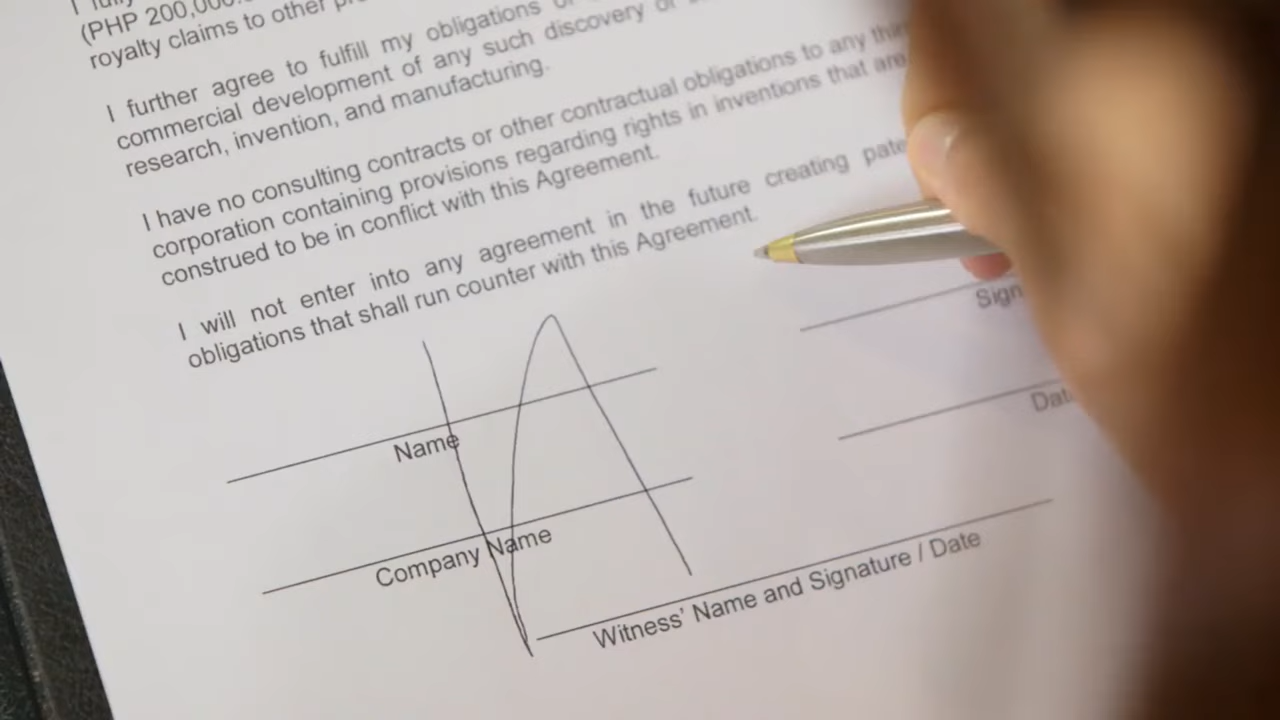 I fully
(PHP 200,000.
royalty claims to other
I further agree to fulfill my obligations
commercial development of any such discovery
research, invention, and manufacturing.
I have no consulting contracts or other contractual obligations to any
corporation containing provisions regarding rights in inventions that are
construed to be in conflict with this Agreement.
I will not enter into any agreement in the future creating
obligations that shall run counter with this Agreement.
Name
Company Name
Sign
Date
Witness' Name and Signature / Date